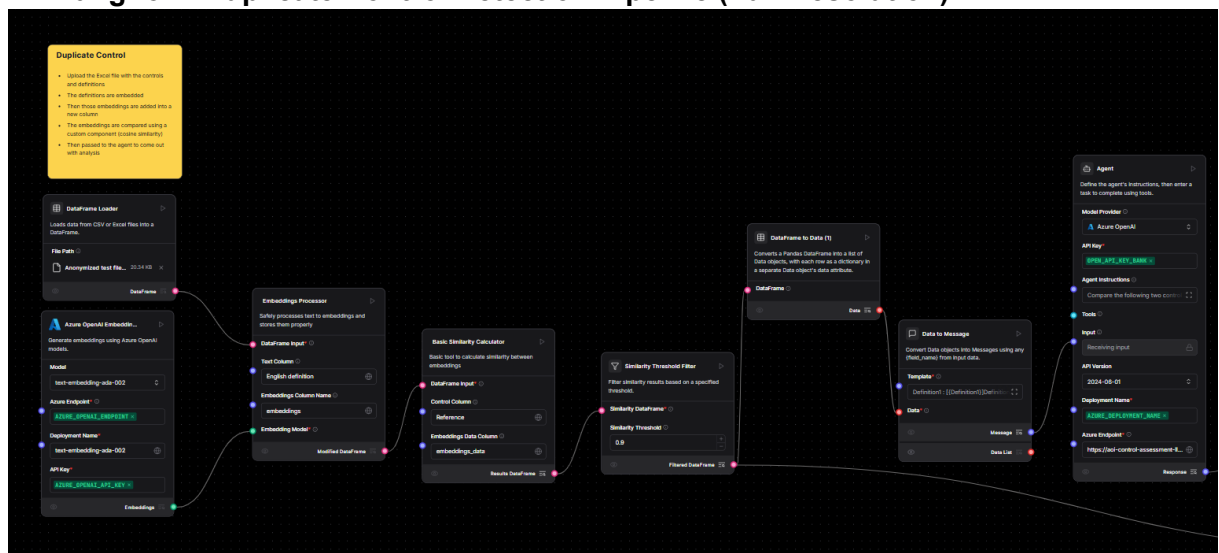 Duplicate Control
Upload the Excel file with the controls
and definitions
The definitions are embedded
Then those embeddings are added into a
new column
The embeddings are compared using a
custom component (cosine similarity)
Then passed to the agent to come out
with analysis
DataFrame Loader
Loads data from CSV or Excel files into a
DataFrame.
File Path
Anonymized test file... 20.34 KB
DataFrame
Azure OpenAI Embeddin...
Generate embeddings using Azure OpenAI
models.
Model
text-embedding-ada-002
Azure Endpoint*
AZURE_OPENAI_ENDPOINT ×
Deployment Name*
text-embedding-ada-002
API Key*
AZURE_OPENAI_API_KEY ×
Embeddings
Embeddings Processor
Safely processes text to embeddings and
stores them properly
DataFrame Input*
Text Column
English definition
Embeddings Column Name
embeddings
Embedding Model*
Modified DataFrame
Basic Similarity Calculator
Basic tool to calculate similarity between
embeddings
DataFrame Input*
Control Column
Reference
Embeddings Data Column
embeddings_data
Results DataFrame
Similarity Threshold Filter
Filter similarity results based on a specified
threshold.
Similarity DataFrame*
Similarity Threshold
0.9
Filtered DataFrame
DataFrame to Data (1)
Converts a Pandas DataFrame into a list of
Data objects, with each row as a dictionary in
a separate Data object's data attribute.
DataFrame
Data
Data to Message
Convert Data objects into Messages using any
{field_name} from input data.
Template*
Data*
Message
Data List
Agent
Define the agent's instructions, then enter a
task to complete using tools.
Model Provider
Azure OpenAI
API Key*
OPEN_API_KEY_BANK ×
Agent Instructions
Compare the following two contro
Tools
Input
Receiving input
API Version
2024-06-01
Deployment Name*
AZURE_DEPLOYMENT_NAME ×
Azure Endpoint*
Response